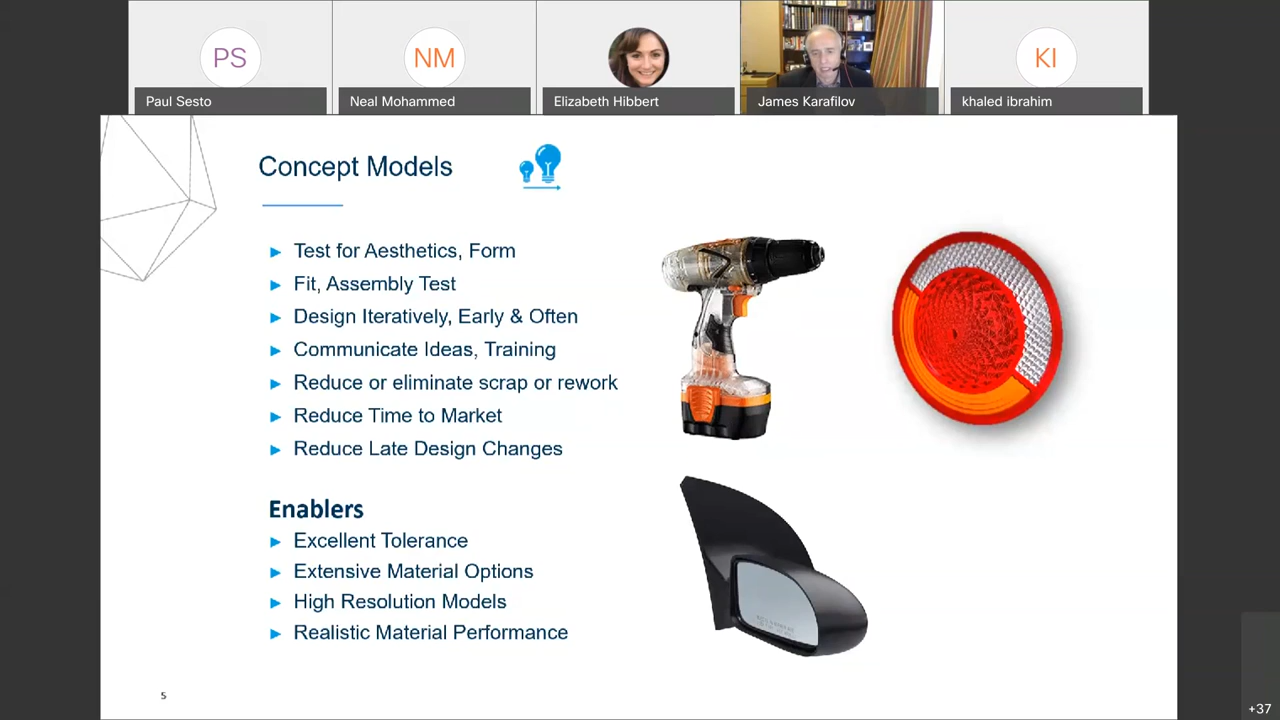 PS
NM
KI
Paul Sesto
Neal Mohammed
Elizabeth Hibbert
James Karafilov
khaled ibrahim
Concept Models
Test for Aesthetics, Form
Fit, Assembly Test
Design Iteratively, Early & Often
Communicate Ideas, Training
Reduce or eliminate scrap or rework
Reduce Time to Market
Reduce Late Design Changes
Enablers
Excellent Tolerance
Extensive Material Options
High Resolution Models
Realistic Material Performance
5
+37